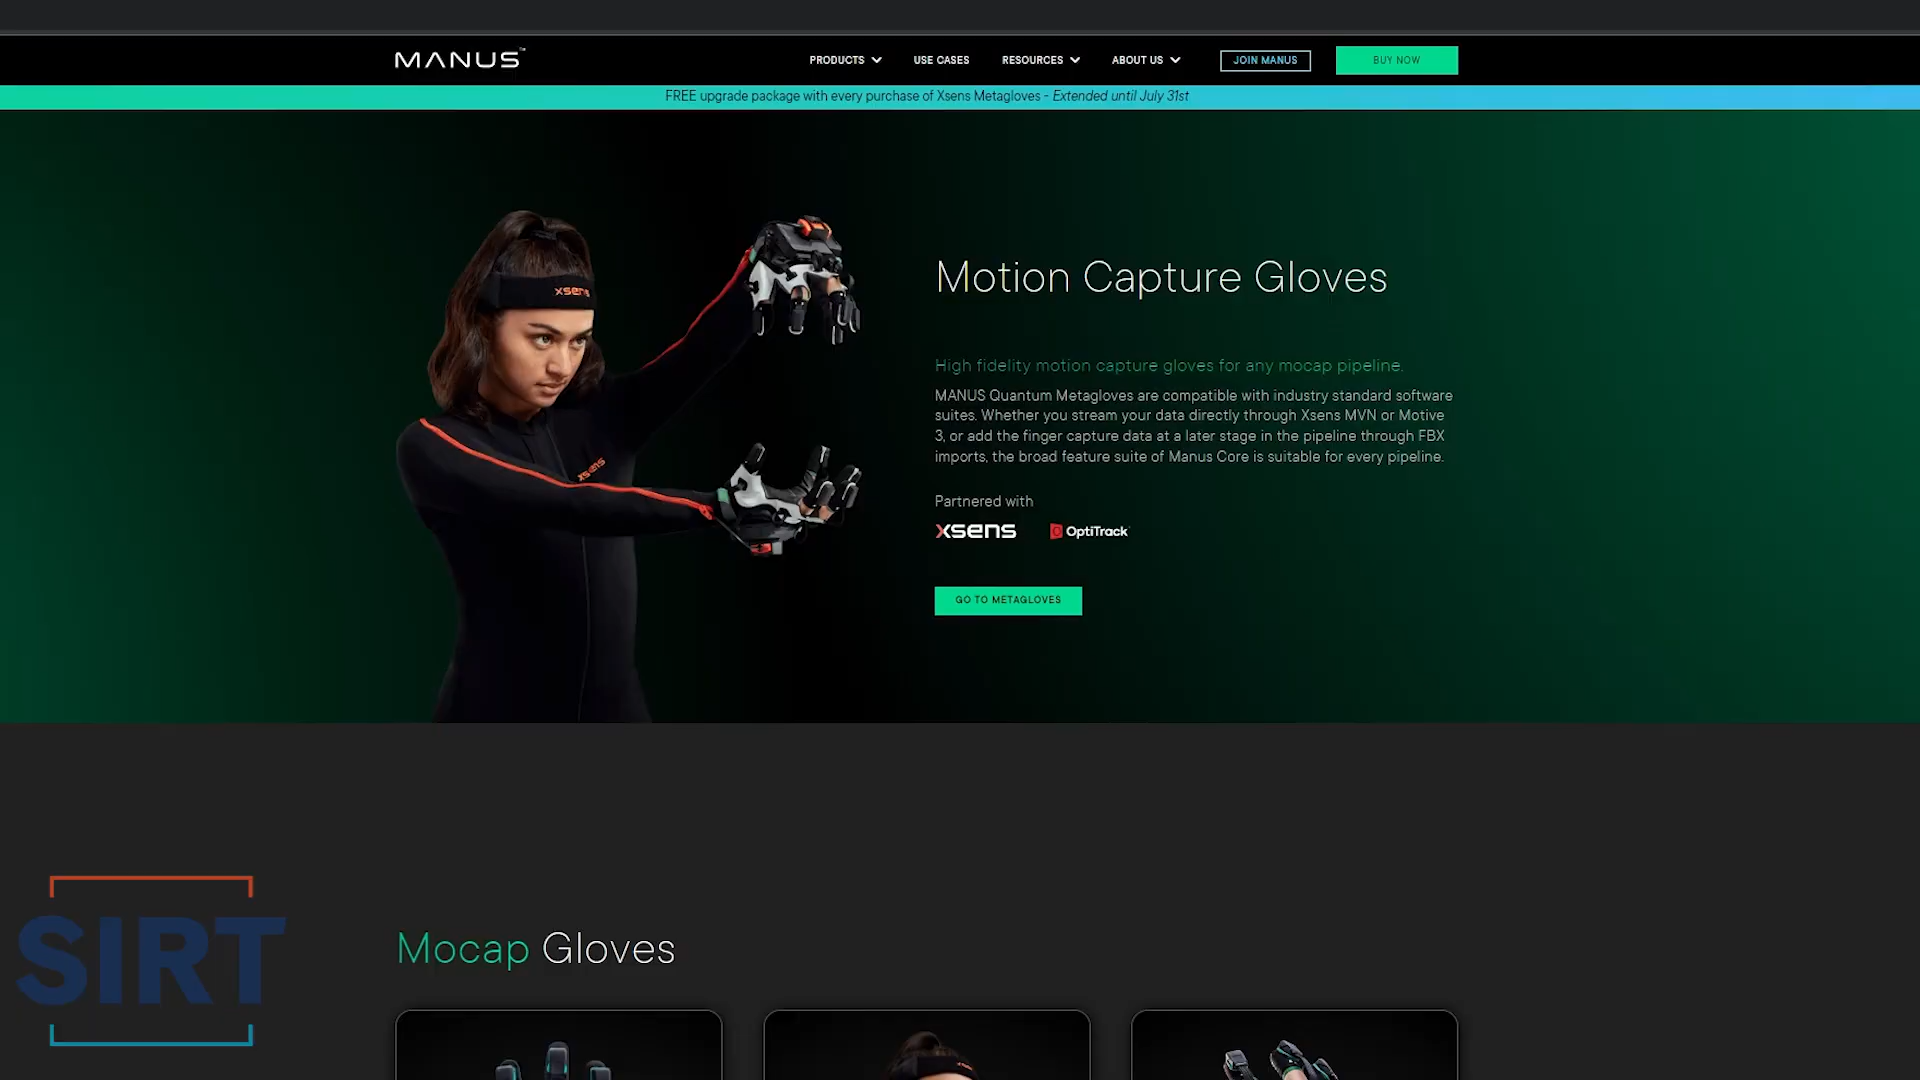 MANUS™
PRODUCTS
USE CASES
RESOURCES
ABOUT US
JOIN MANUS
BUY NOW
FREE upgrade package with every purchase of Xsens Metagloves - Extended until July 31st
xsens
xsens
Motion Capture Gloves
High fidelity motion capture gloves for any mocap pipeline.
MANUS Quantum Metagloves are compatible with industry standard software
suites. Whether you stream your data directly through Xsens MVN or Motive
3, or add the finger capture data at a later stage in the pipeline through FBX
imports, the broad feature suite of Manus Core is suitable for every pipeline.
Partnered with
xsens
OptiTrack
GO TO METAGLOVES
SIRT
Mocap Gloves